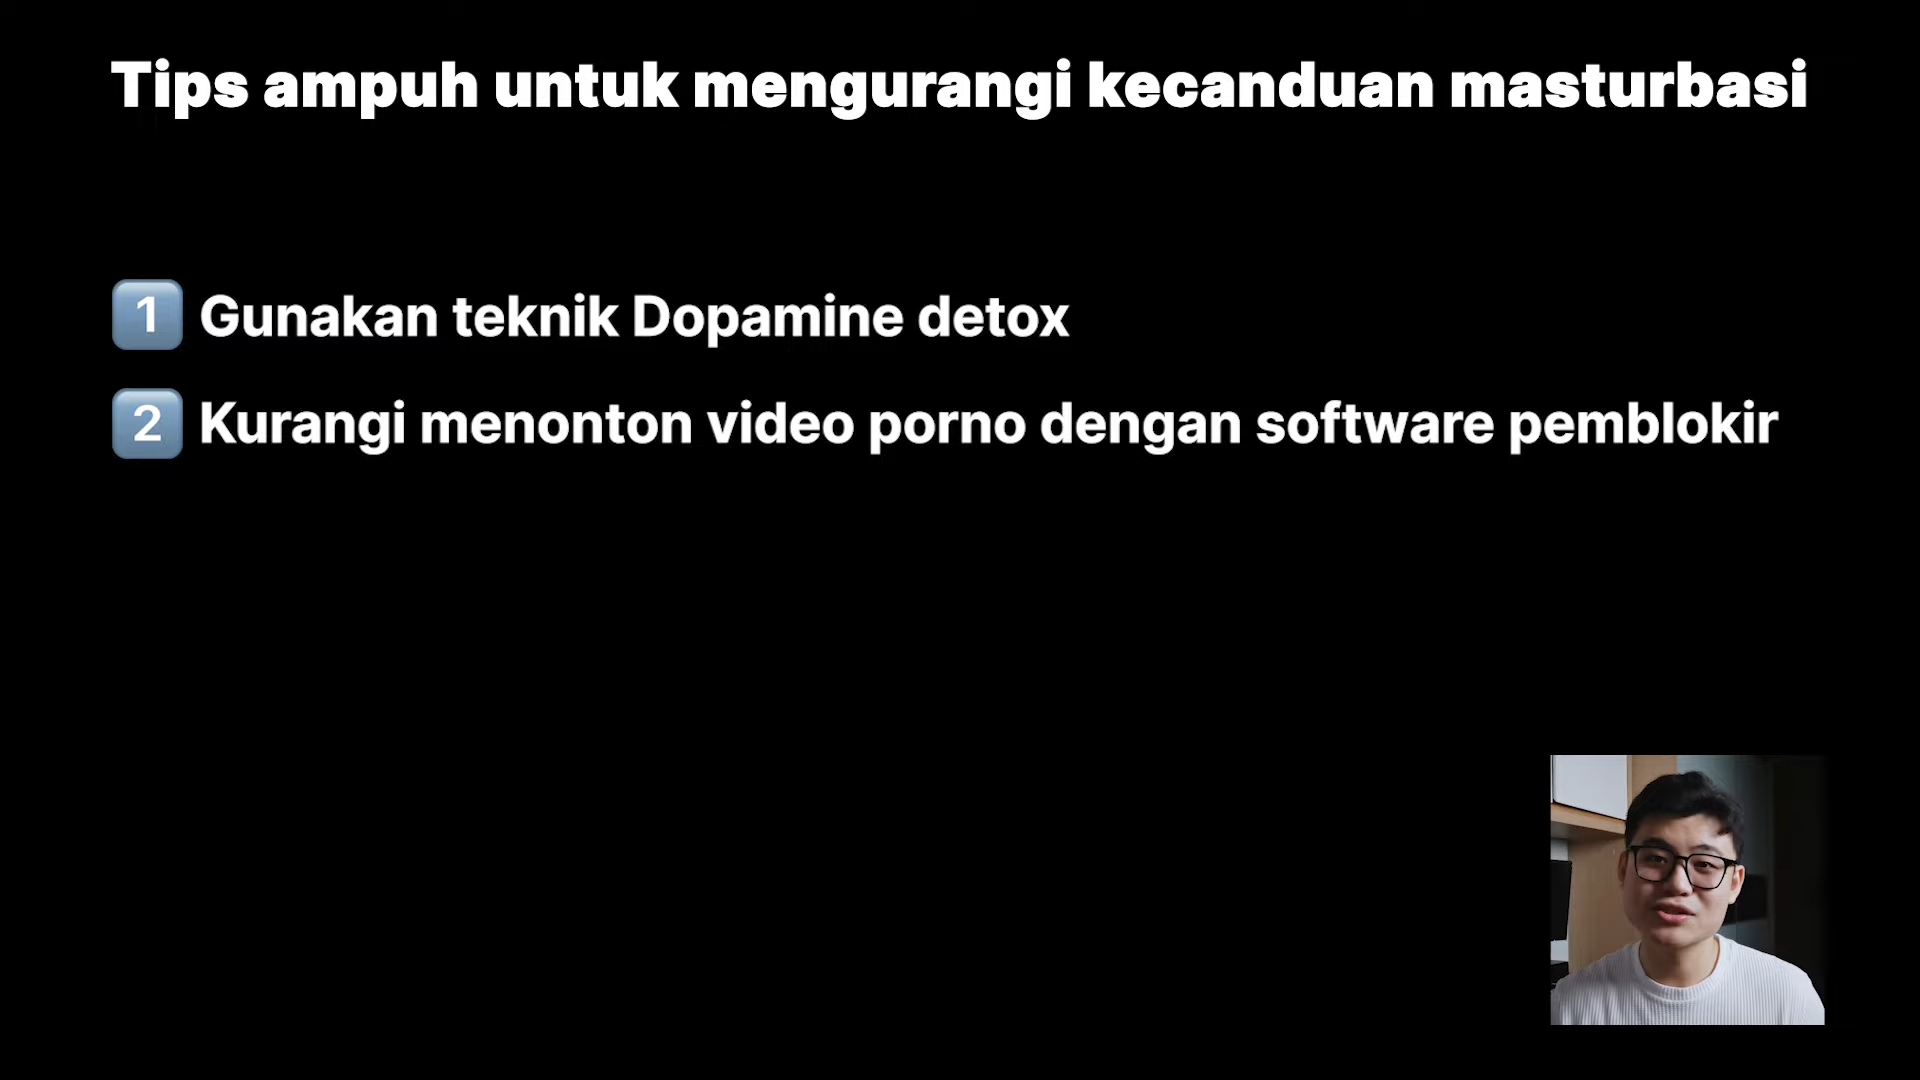 Tips ampuh untuk mengurangi kecanduan masturbasi
1 Gunakan teknik Dopamine detox
2 Kurangi menonton video porno dengan software pemblokir